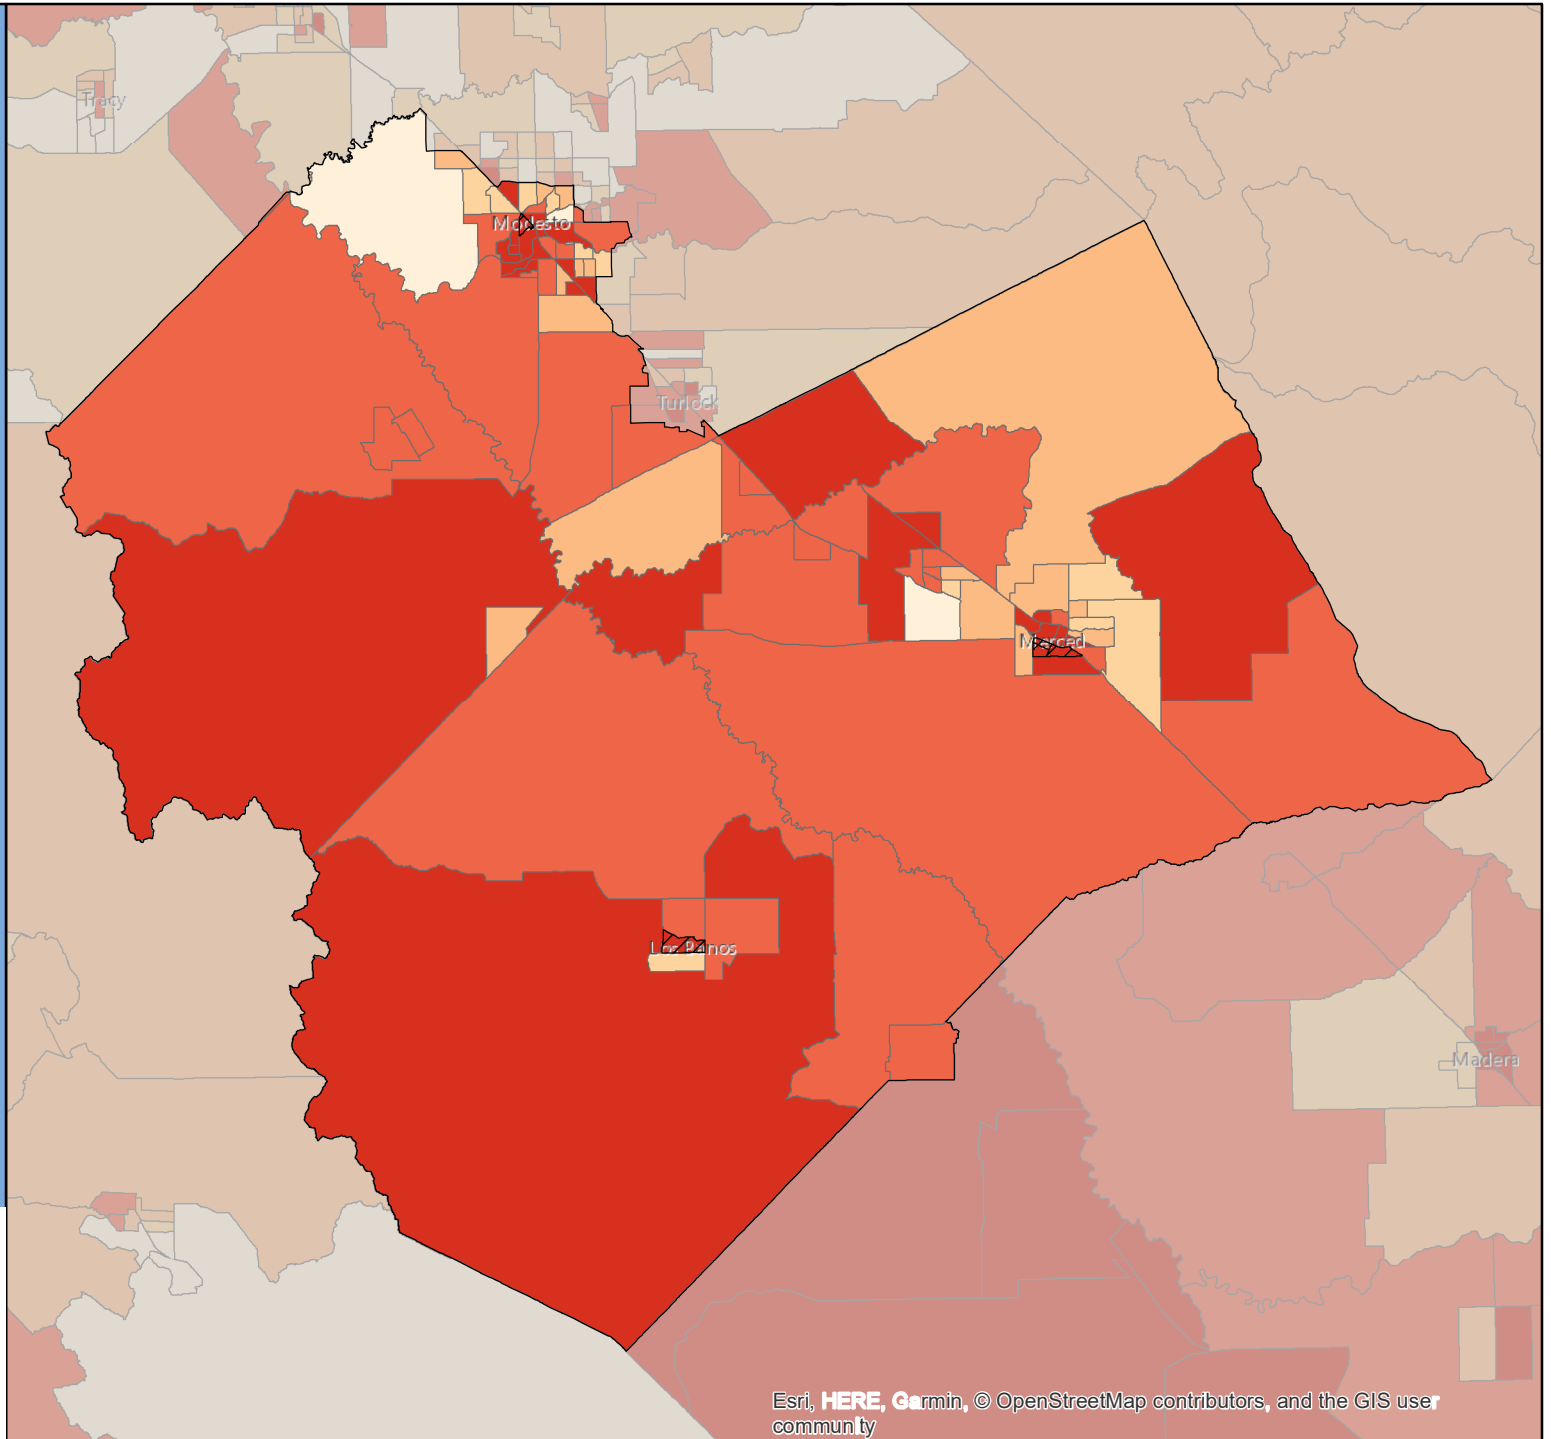 Tracy
Modesto
Turlock
Merced
Los Banos
Madera
Esri, HERE, Garmin, © OpenStreetMap contributors, and the GIS user
community